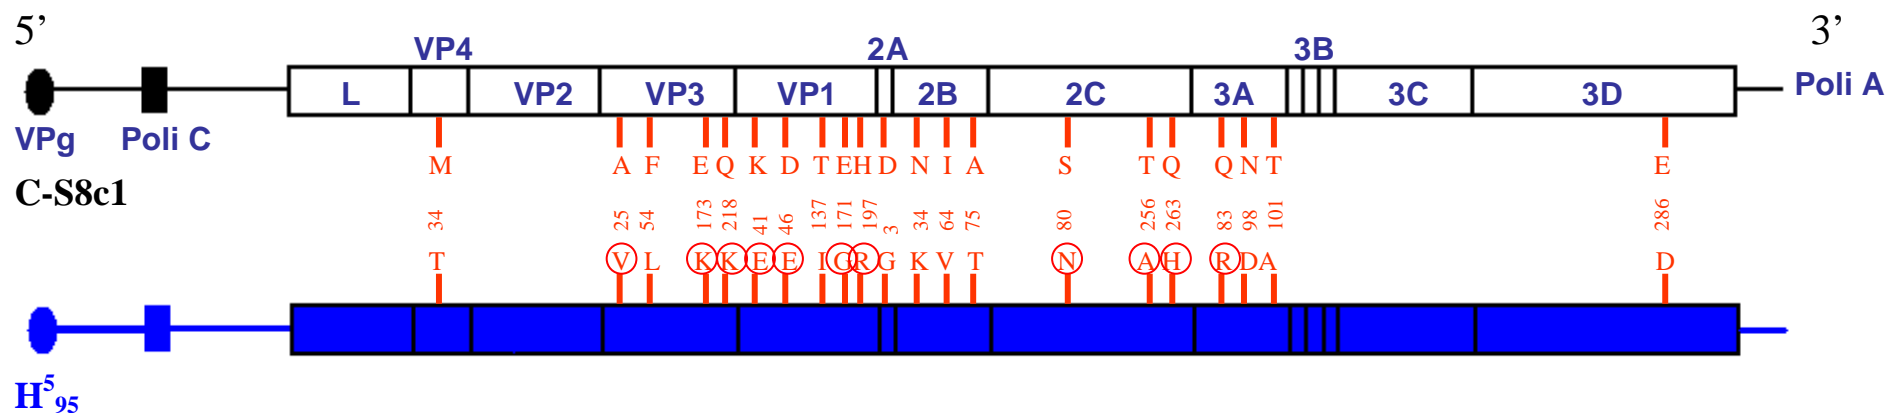 5’ 3’
VP4 2A 3B
L VP2 VP3 VP1 2B 2C 3A 3C 3D Poli A
VPg Poli C
M A F E Q K D T E H D N I A S T Q Q N T E
C-S8c1
34 25 54 173 218 41 46 137 171 197 3 34 64 75 80 256 263 83 98 101 286
T V L K K E E I G R G K V T N A H R D A D
H⁵₉₅